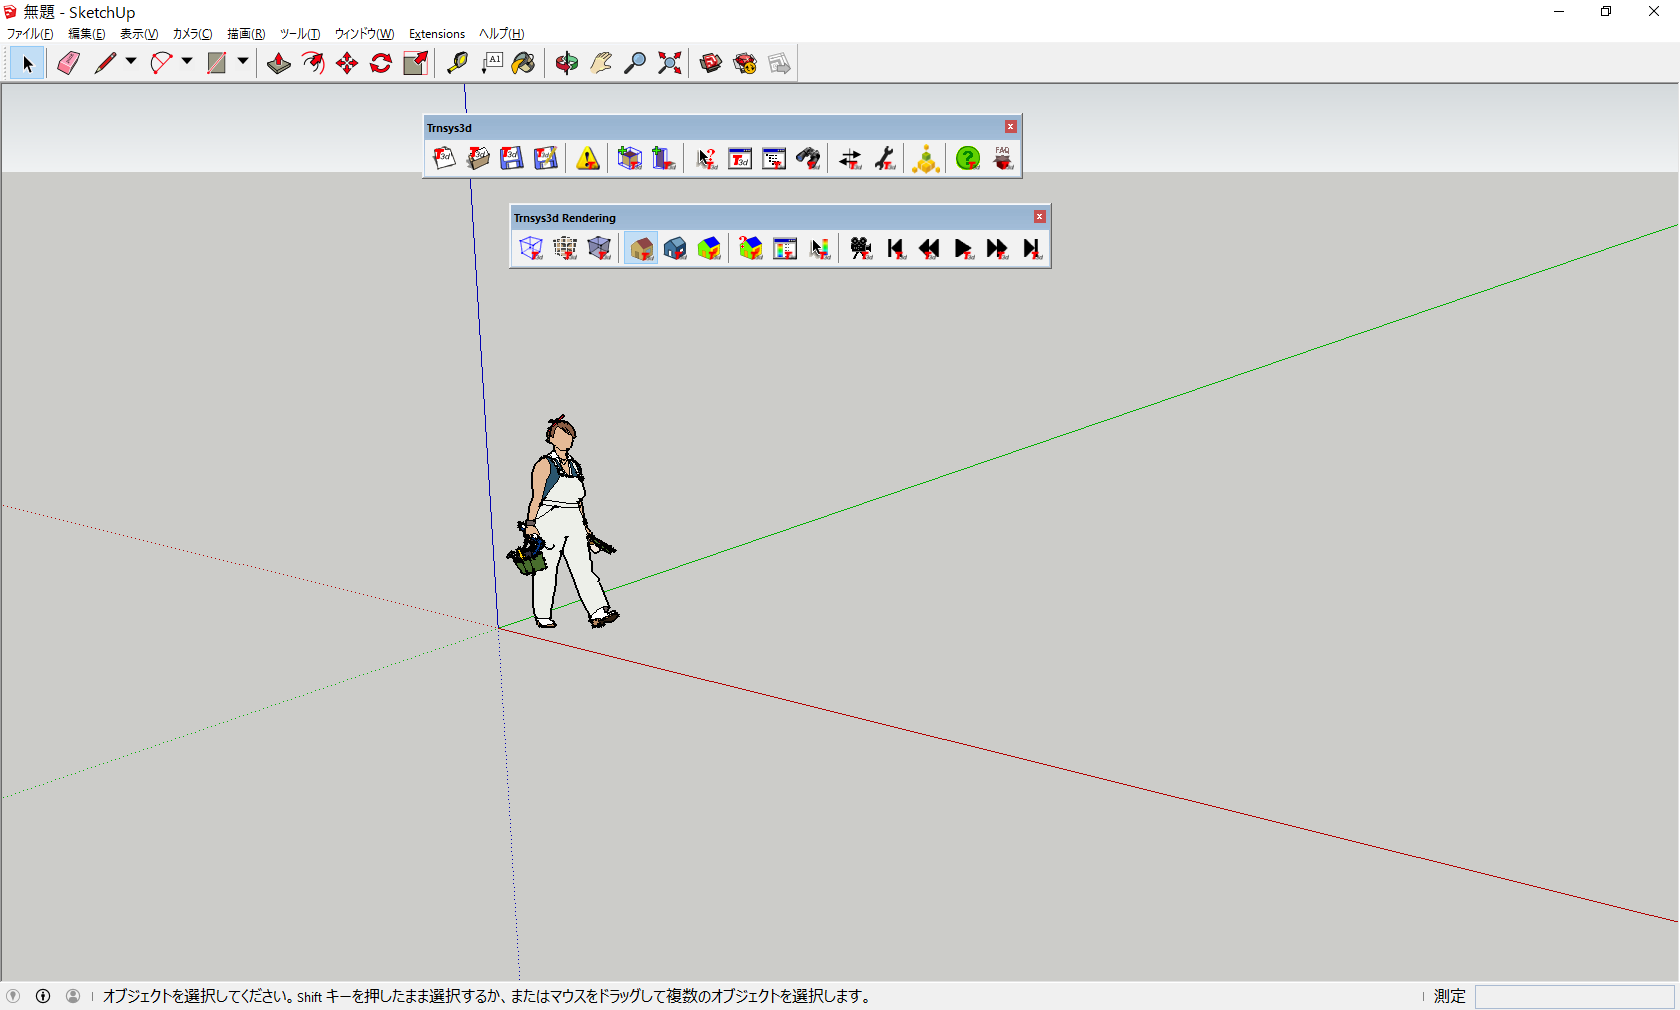 無題 - SketchUp
ファイル(F) 編集(E) 表示(V) カメラ(C) 描画(R) ツール(T) ウィンドウ(W) Extensions ヘルプ(H)
A1
Trnsys3d
FAQ
Trnsys3d Rendering
オブジェクトを選択してください。Shift キーを押したまま選択するか、またはマウスをドラッグして複数のオブジェクトを選択します。
測定